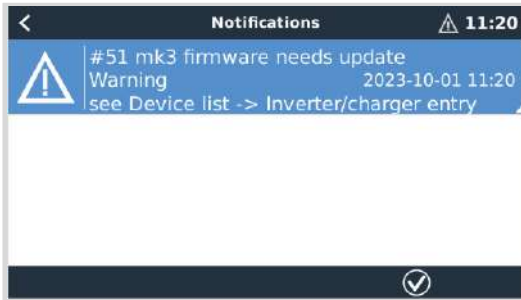 Notifications 11:20
#51 mk3 firmware needs update
Warning 2023-10-01 11:20
see Device list -> Inverter/charger entry